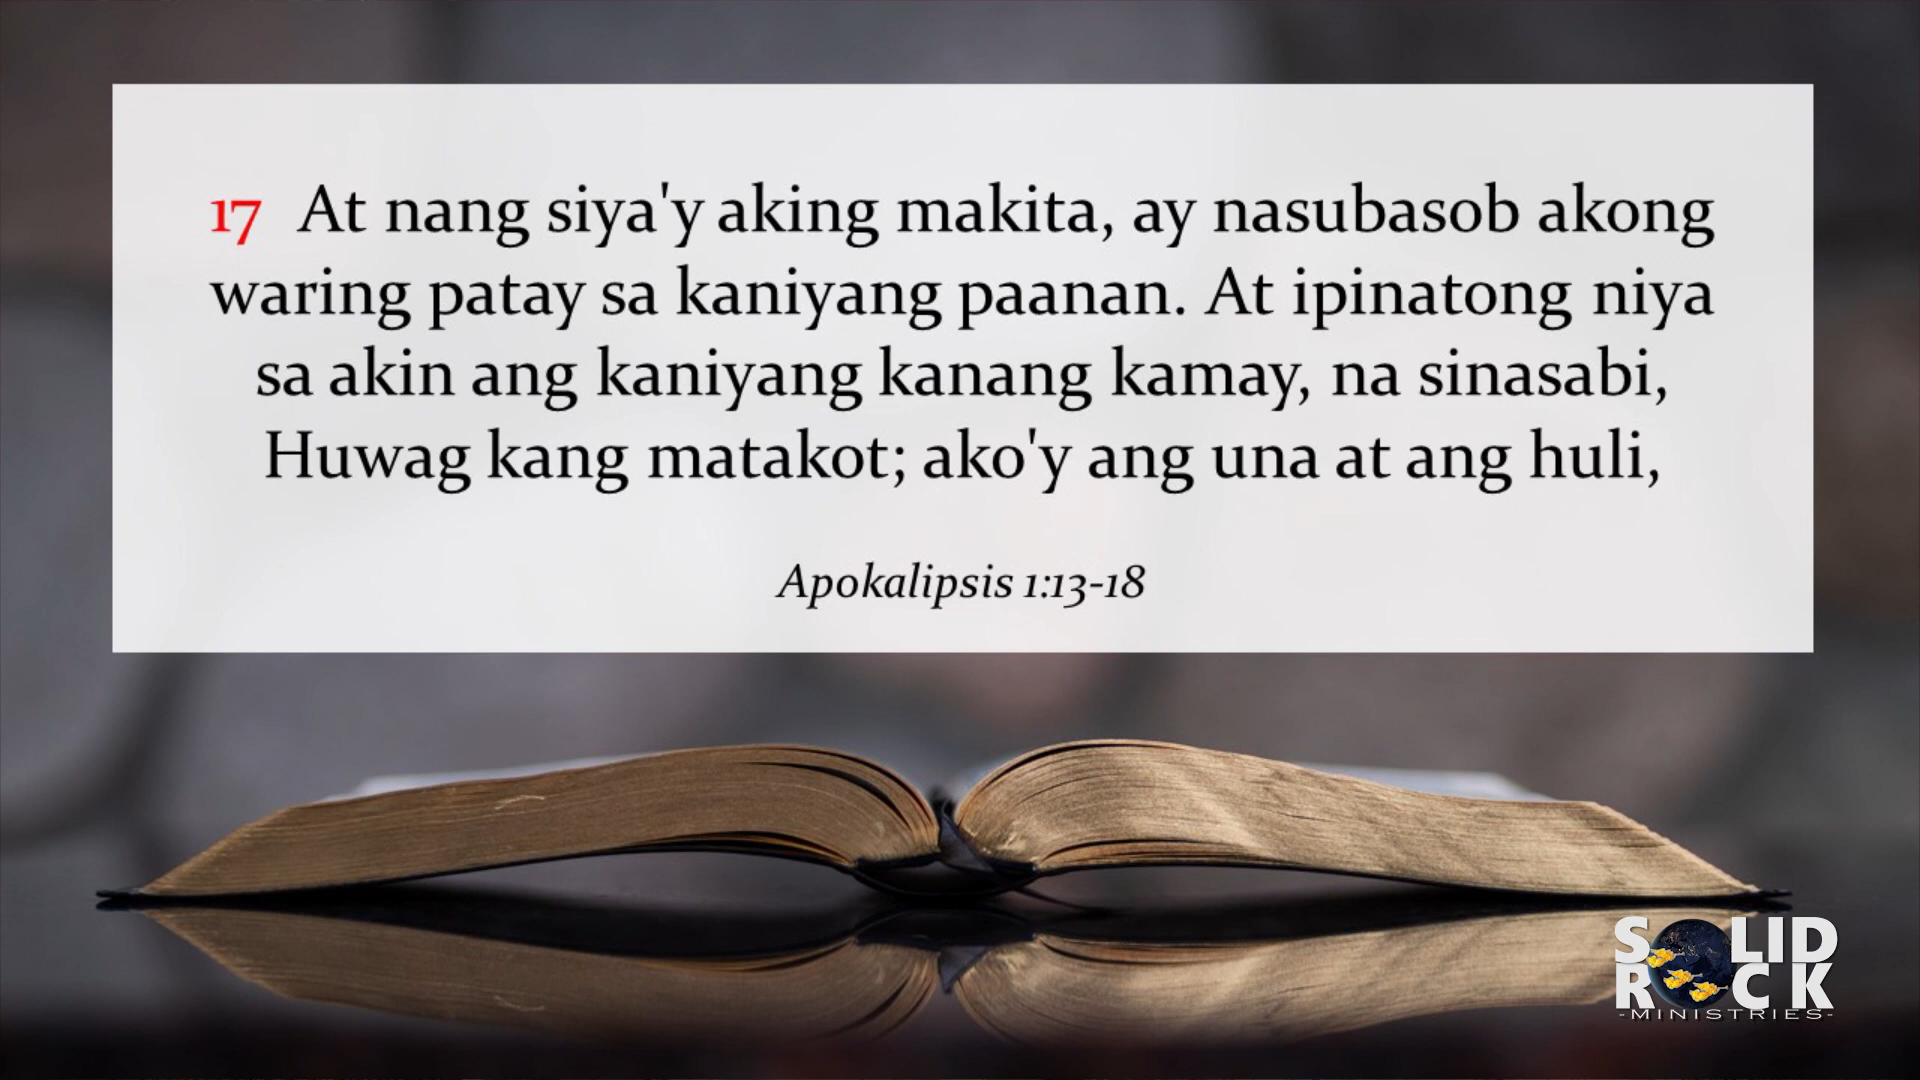 17 At nang siya'y aking makita, ay nasubasob akong
waring patay sa kaniyang paanan. At ipinatong niya
sa akin ang kaniyang kanang kamay, na sinasabi,
Huwag kang matakot; ako'y ang una at ang huli,
Apokalipsis 1:13-18
SOLID
ROCK
-MINISTRIES-